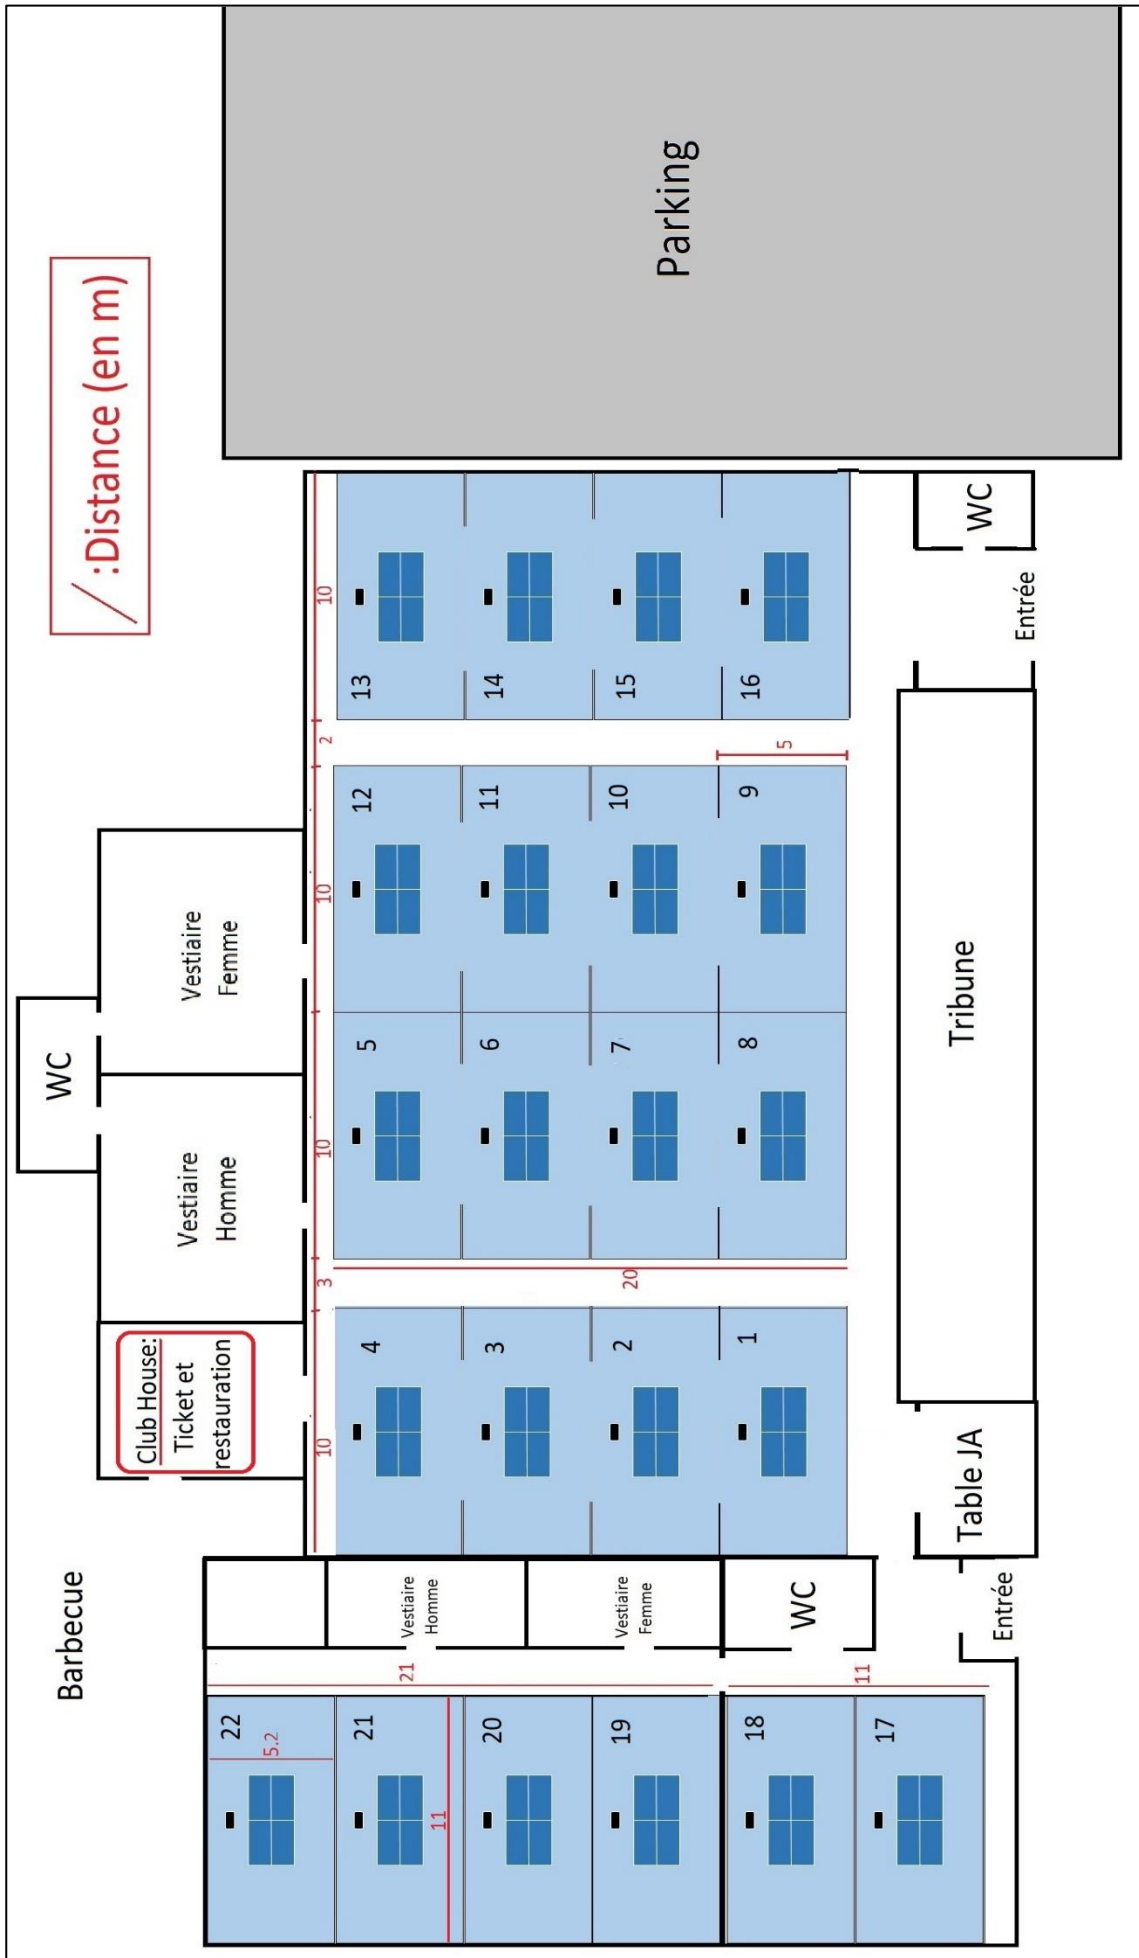 / :Distance (en m)
Barbecue
WC
Club House:
Ticket et
restauration
Vestiaire
Homme
Vestiaire
Femme
Parking
22
5.2
21
11
20
19
18
17
21
11
Vestiaire
Homme
Vestiaire
Femme
WC
Entrée
10
3
10
10
2
10
4
3
2
1
20
5
6
7
8
12
11
10
9
5
13
14
15
16
Table JA
Tribune
Entrée
WC